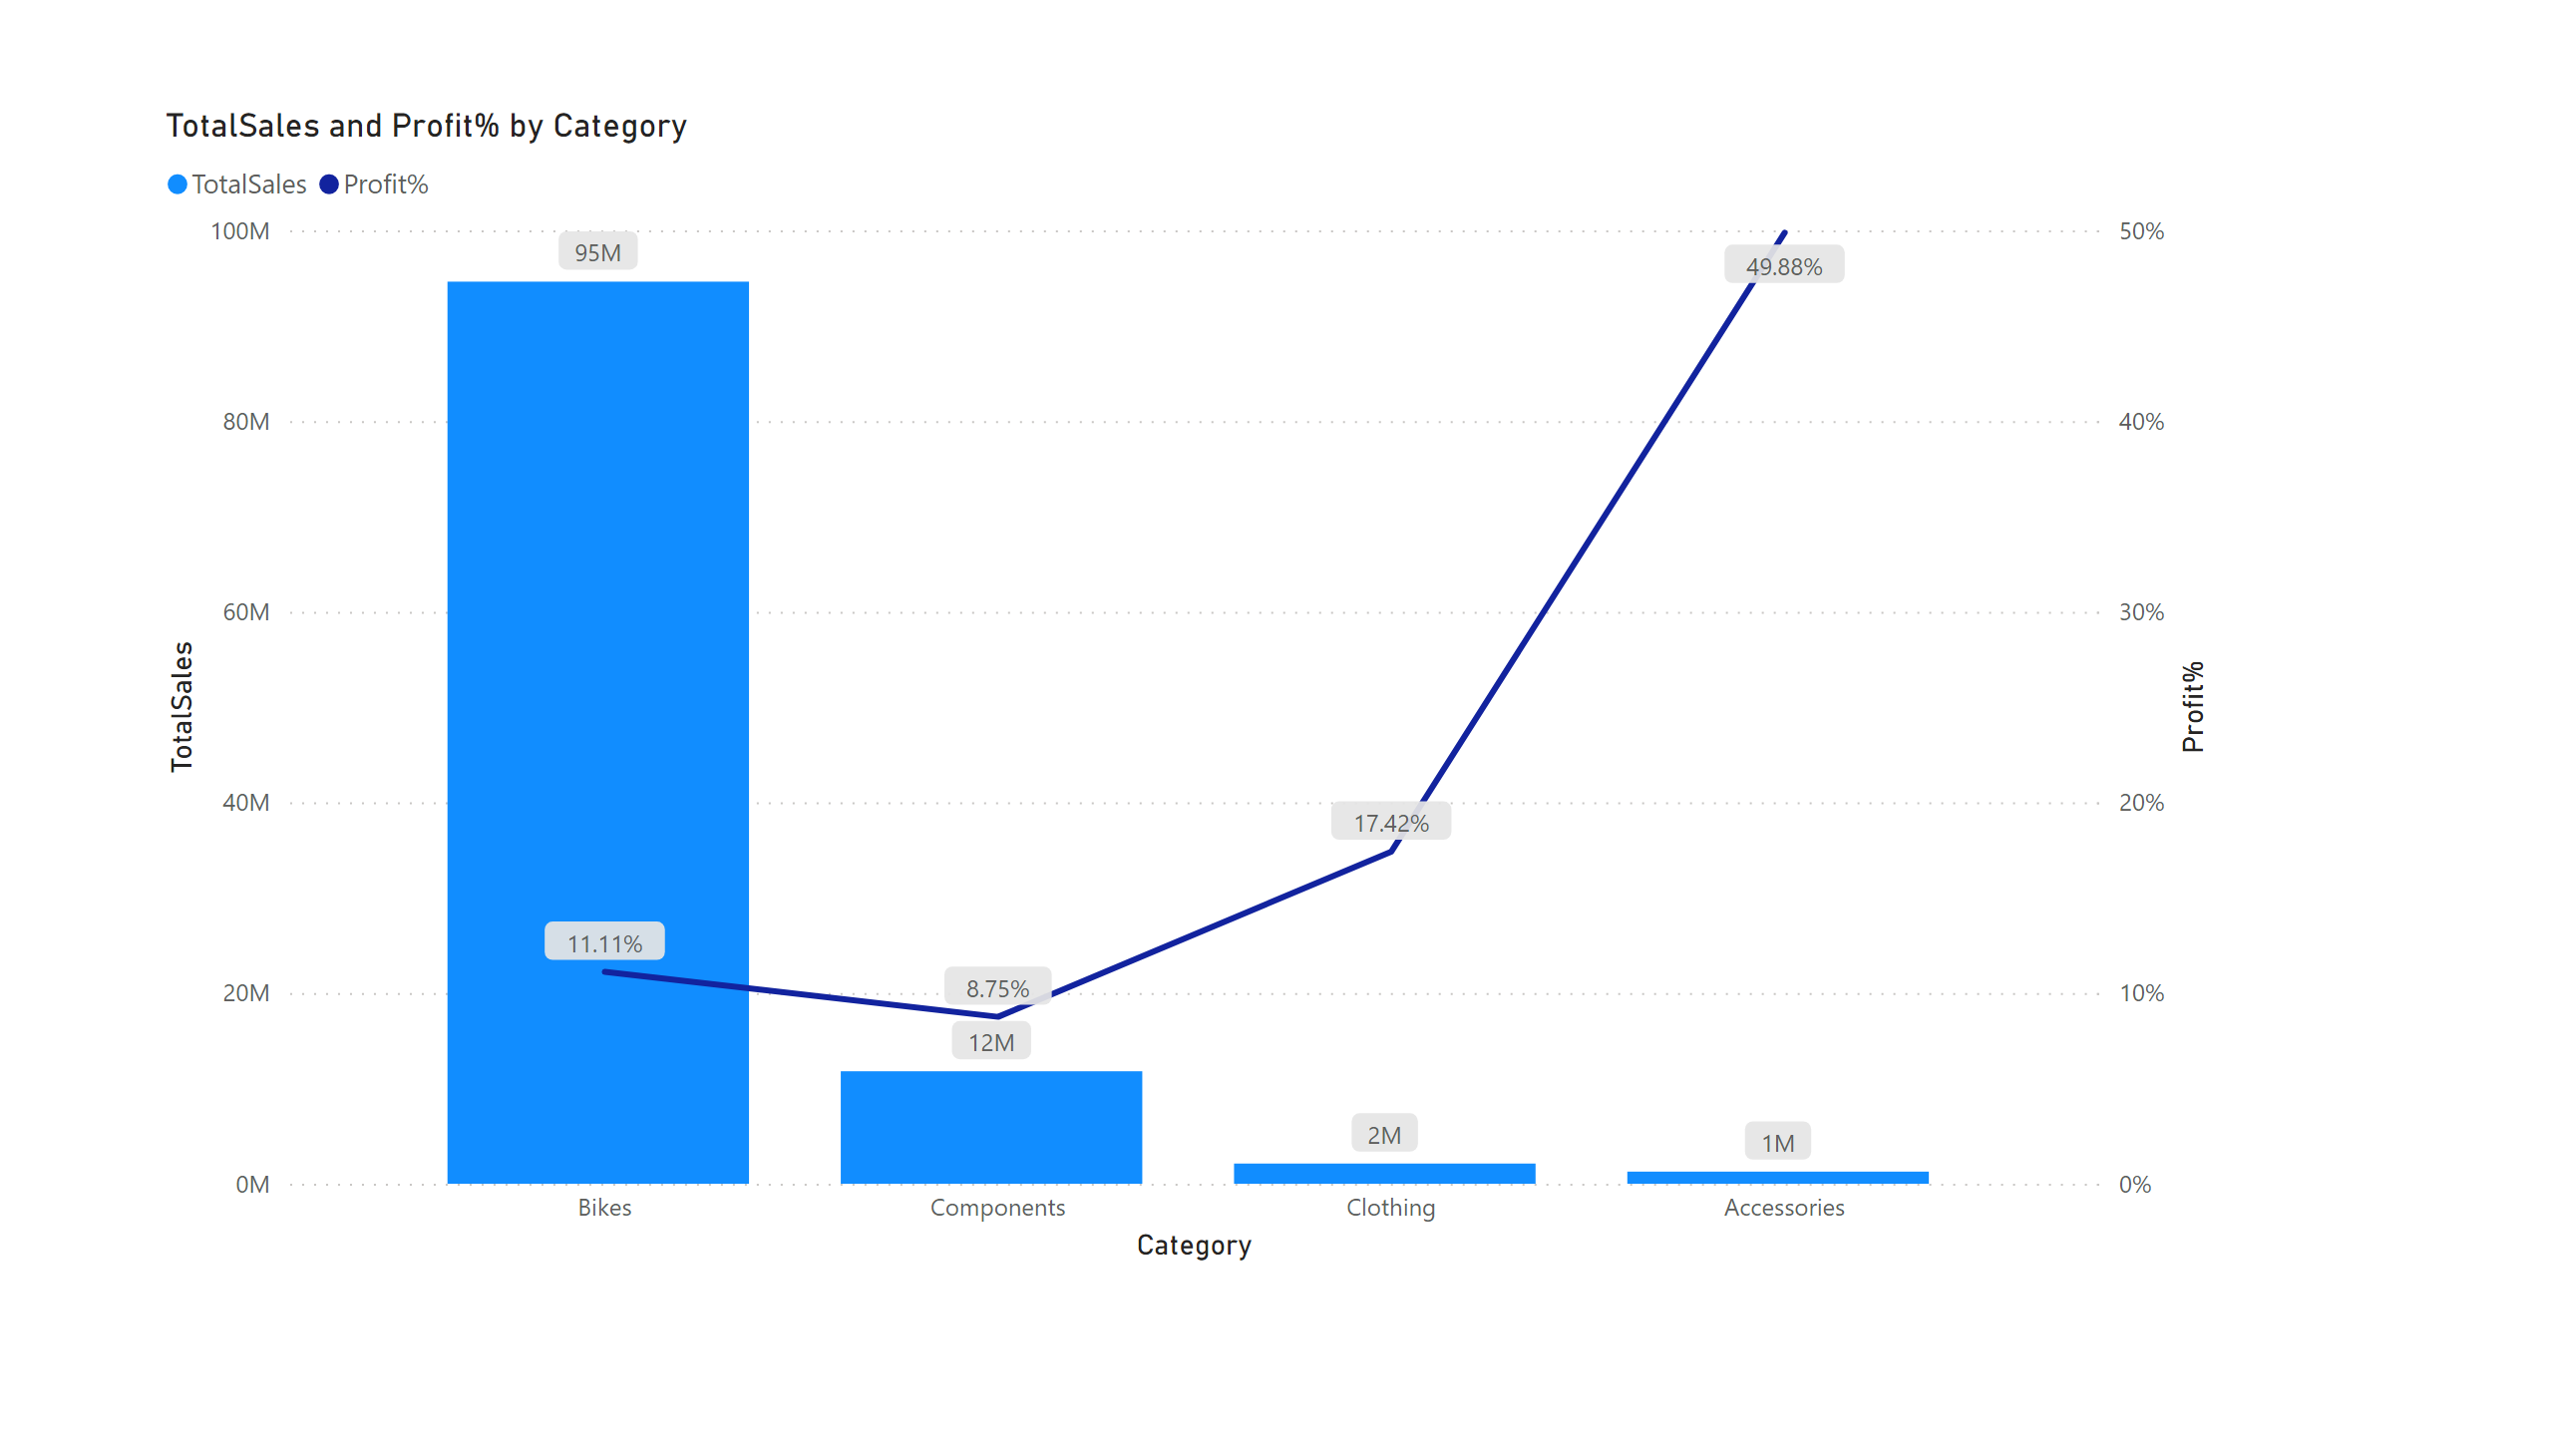 TotalSales and Profit% by Category
TotalSales Profit%
100M
80M
60M
40M
20M
0M
TotalSales
50%
40%
30%
20%
10%
0%
Profit%
95M
11.11%
8.75%
12M
17.42%
2M
49.88%
1M
Bikes Components Clothing Accessories
Category